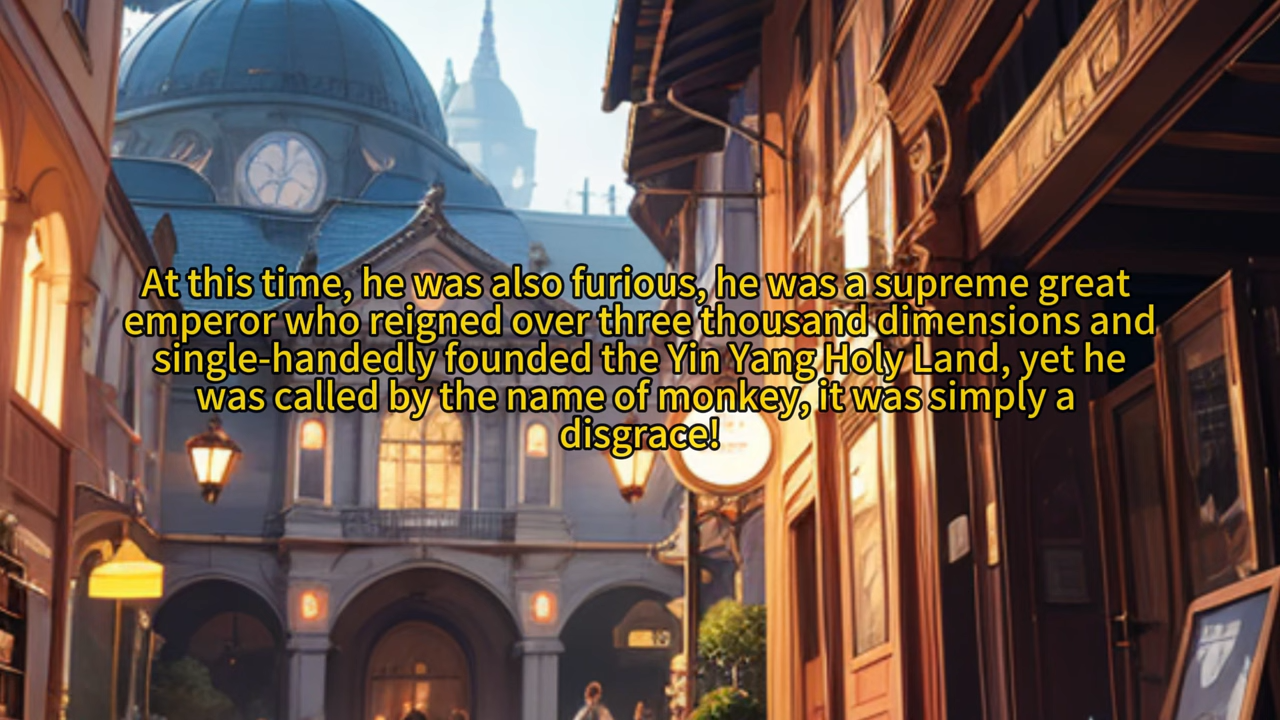 At this time, he was also furious, he was a supreme great
emperor who reigned over three thousand dimensions and
single-handedly founded the Yin Yang Holy Land, yet he
was called by the name of monkey, it was simply a
disgrace!